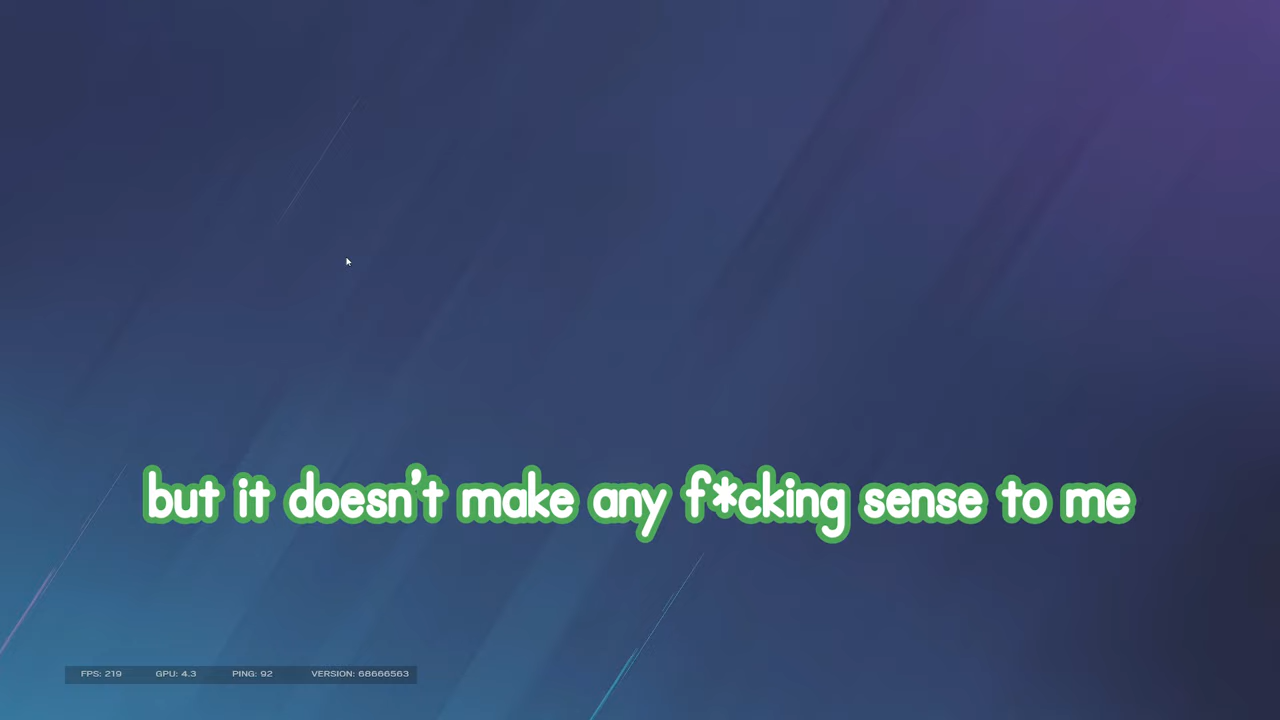 but it doesn't make any f*cking sense to me
FPS: 219 GPU: 4.3 PING: 92 VERSION: 68666563